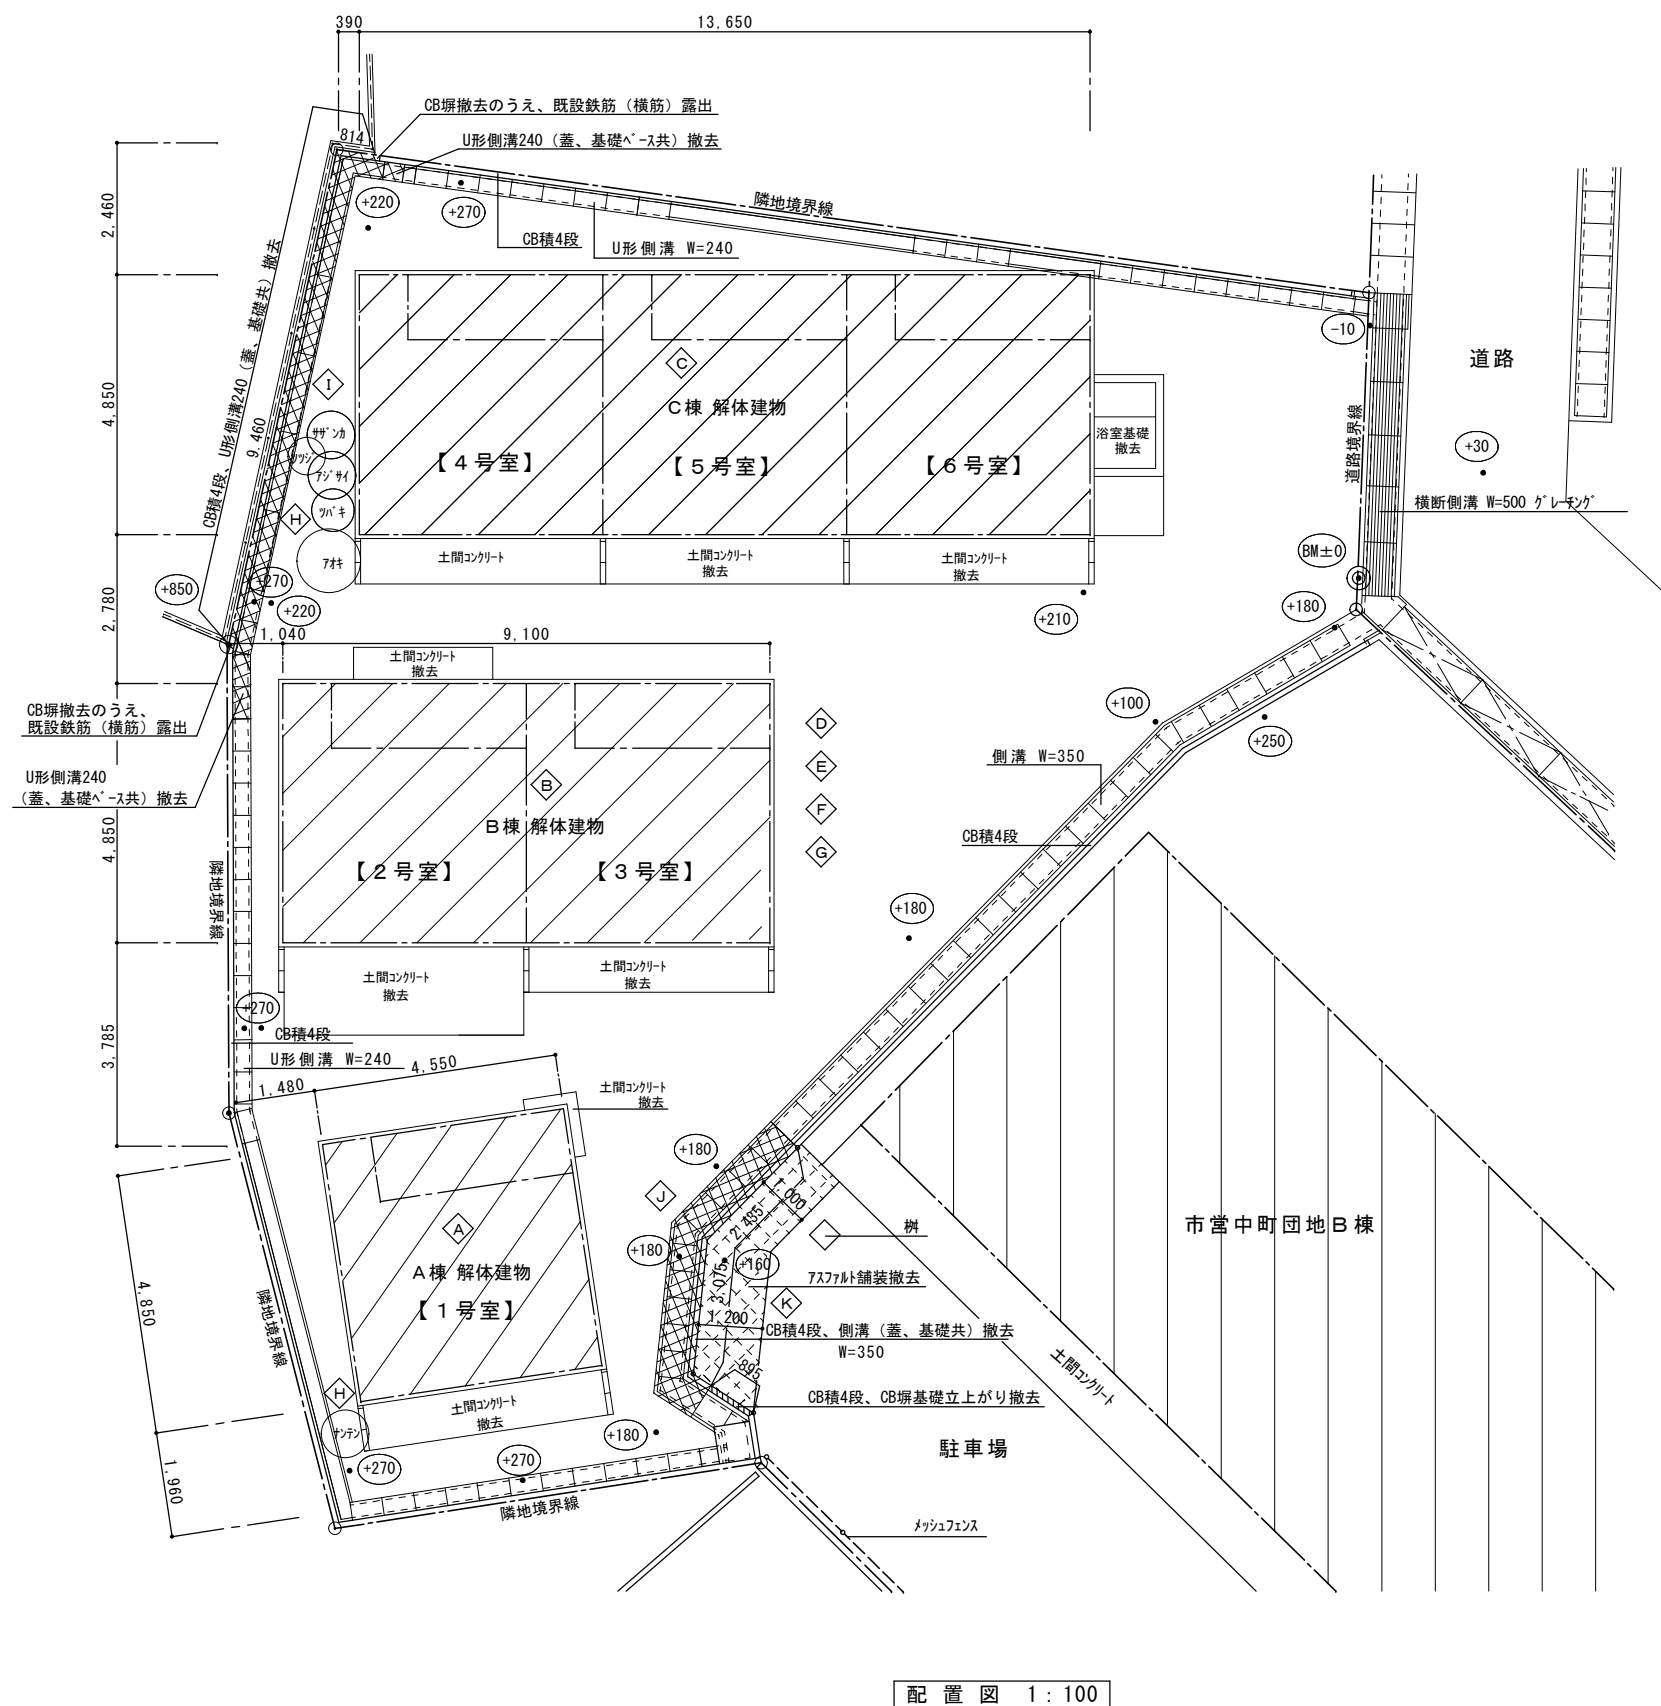 390
13,650
CB塀撤去のうえ、既設鉄筋（横筋）露出
814
U形側溝240（蓋、基礎ベース共）撤去
+220
+270
隣地境界線
CB積4段
U形側溝 W=240
2,460
-10
道路
CB積4段、U形側溝240（蓋、基礎共）撤去
9,460
4,850
I
C
C棟 解体建物
サザンカ
ツツジ
アジサイ
ツバキ
アオキ
H
【４号室】
【５号室】
【６号室】
浴室基礎
撤去
道路境界線
+30
横断側溝 W=500 グレーチング
土間コンクリート
土間コンクリート
撤去
土間コンクリート
撤去
BM±0
+850
+270
+220
+210
+180
2,780
1,040
9,100
土間コンクリート
撤去
CB塀撤去のうえ、
既設鉄筋（横筋）露出
+100
+250
D
E
F
G
側溝 W=350
U形側溝240
（蓋、基礎ベース共）撤去
B
B棟 解体建物
【２号室】
【３号室】
CB積4段
4,850
隣地境界線
+180
土間コンクリート
撤去
土間コンクリート
撤去
+270
CB積4段
U形側溝 W=240
3,785
4,550
1,480
土間コンクリート
撤去
+180
J
1,000
2,435
桝
市営中町団地B棟
A
A棟 解体建物
【１号室】
+180
+160
アスファルト舗装撤去
3,075
K
1,200
CB積4段、側溝（蓋、基礎共）撤去
W=350
895
CB積4段、CB塀基礎立上がり撤去
4,850
隣地境界線
土間コンクリート
H
ナンテン
土間コンクリート
撤去
+180
駐車場
+270
+270
1,960
隣地境界線
メッシュフェンス
配置図 1:100